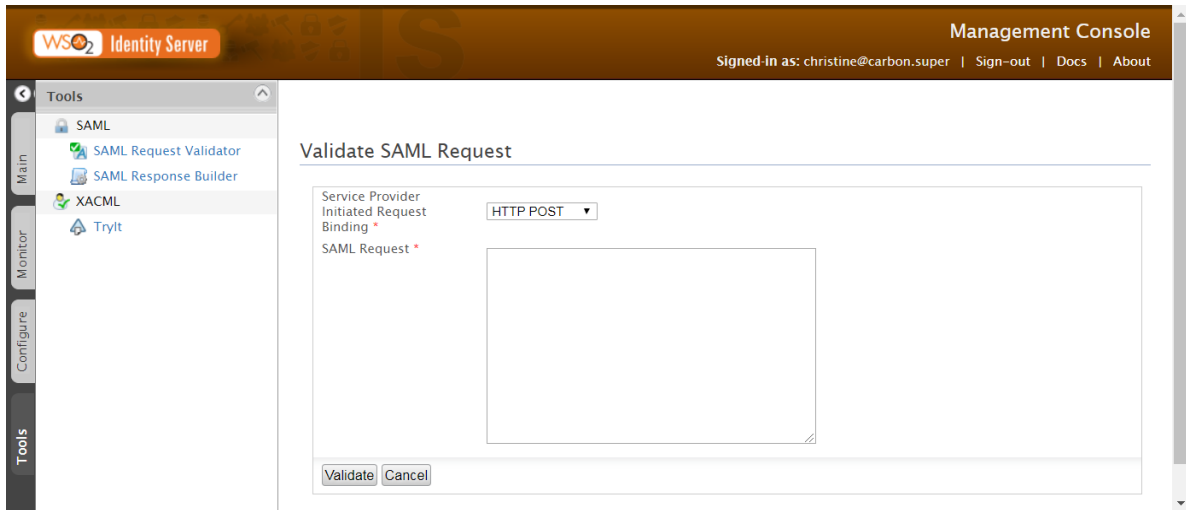 WSO2 Identity Server
Management Console
Signed-in as: christine@carbon.super | Sign-out | Docs | About
Main
Monitor
Configure
Tools
Tools
SAML
SAML Request Validator
SAML Response Builder
XACML
TryIt
Validate SAML Request
Service Provider
Initiated Request
Binding *
HTTP POST
SAML Request *
Validate Cancel